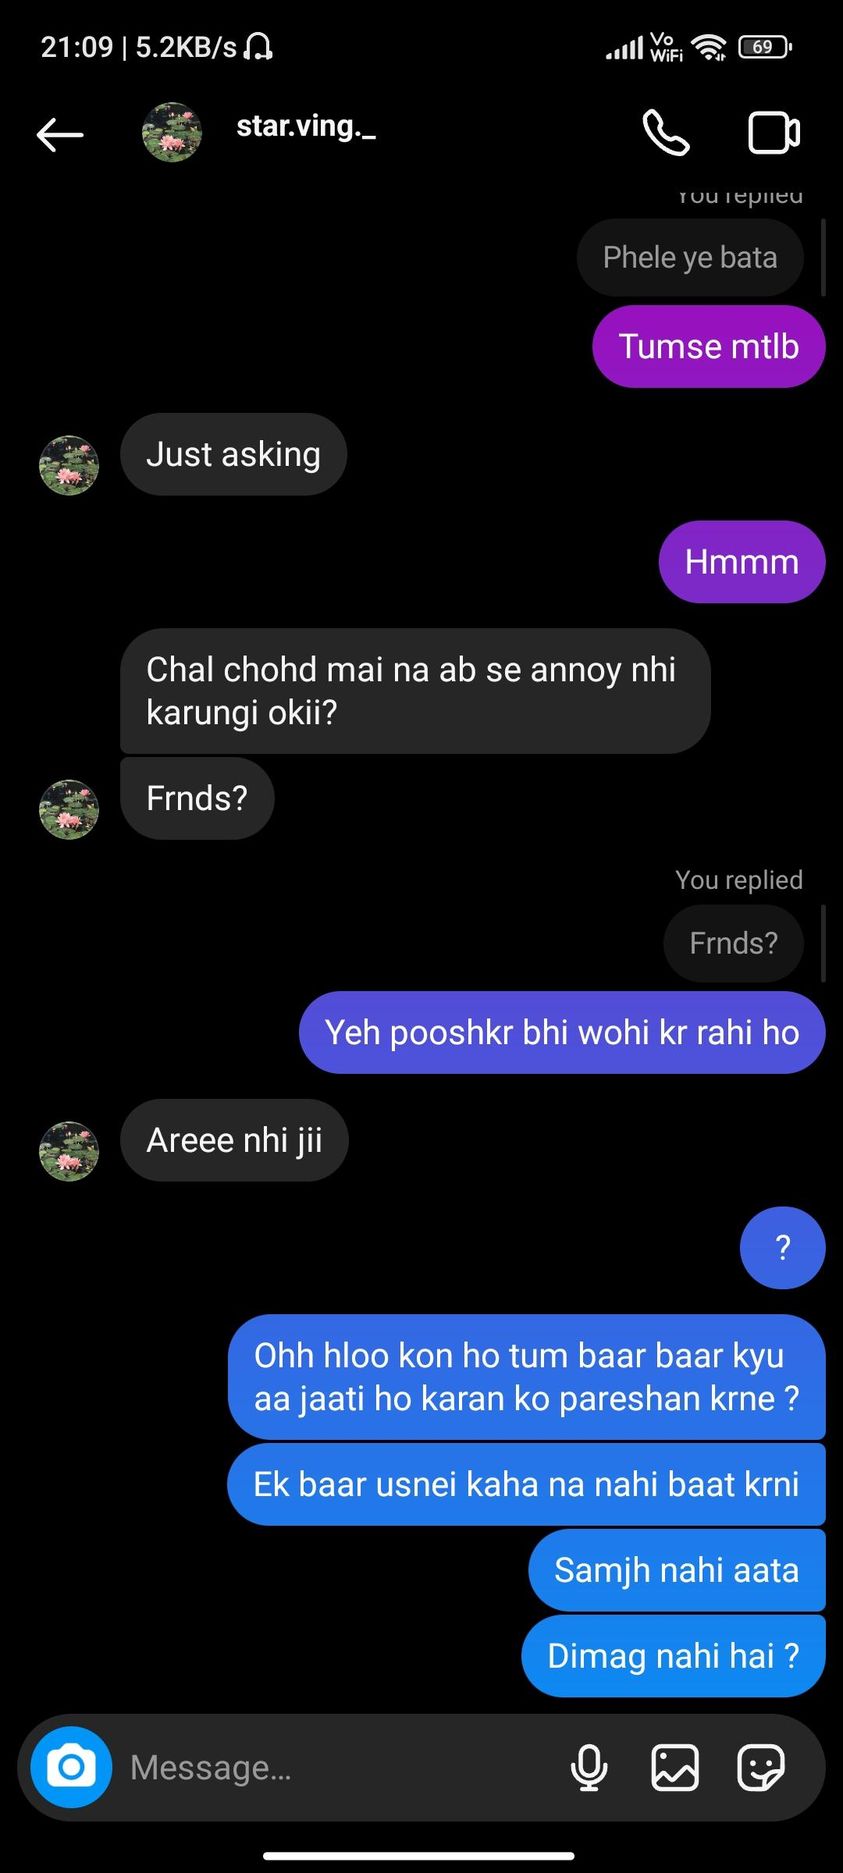 21:09 | 5.2KB/s
Vo
WiFi
69
star.ving._
You replied
Phele ye bata
Tumse mtlb
Just asking
Hmmm
Chal chohd mai na ab se annoy nhi
karungi okii?
Frnds?
You replied
Frnds?
Yeh pooshkr bhi wohi kr rahi ho
Areee nhi jii
?
Ohh hloo kon ho tum baar baar kyu
aa jaati ho karan ko pareshan krne ?
Ek baar usnei kaha na nahi baat krni
Samjh nahi aata
Dimag nahi hai ?
Message...